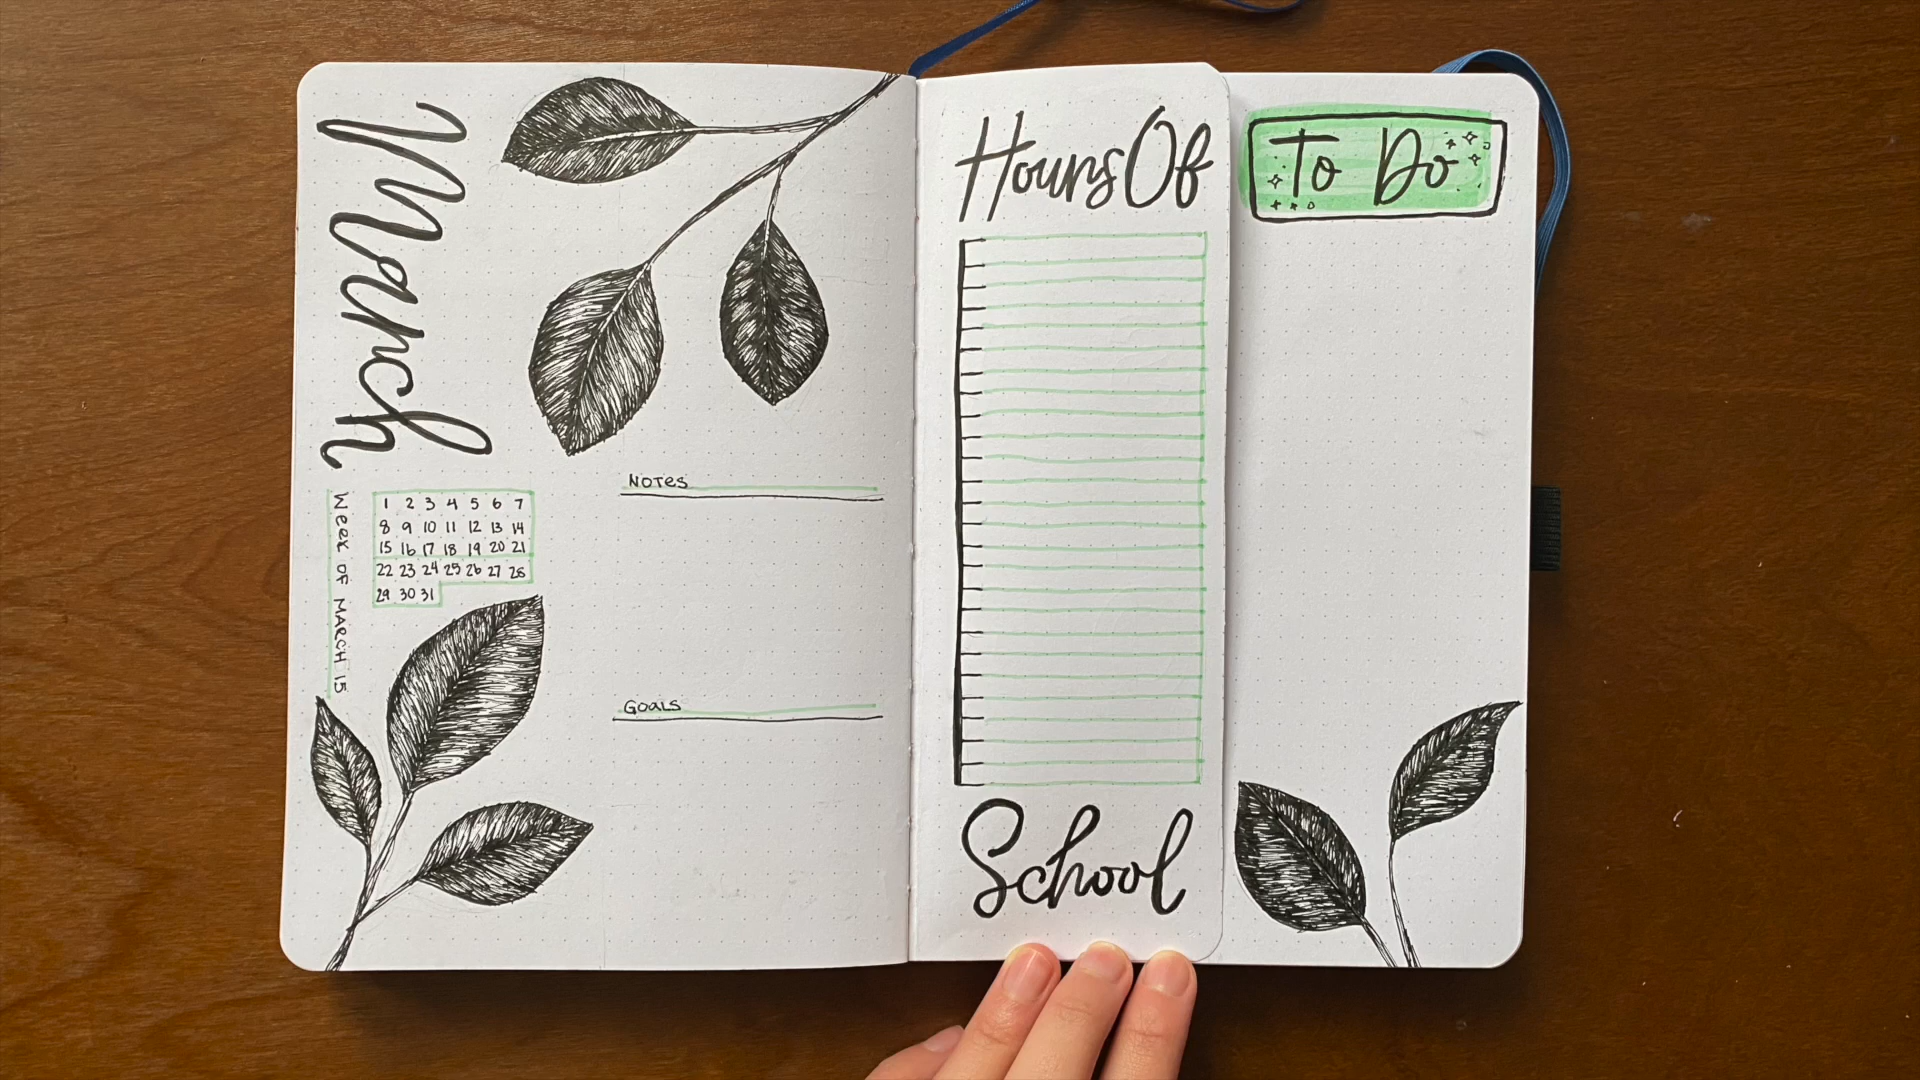 March
Week of March 15
1 2 3 4 5 6 7
8 9 10 11 12 13 14
15 16 17 18 19 20 21
22 23 24 25 26 27 28
29 30 31
Notes
Goals
Hours Of
School
To Do